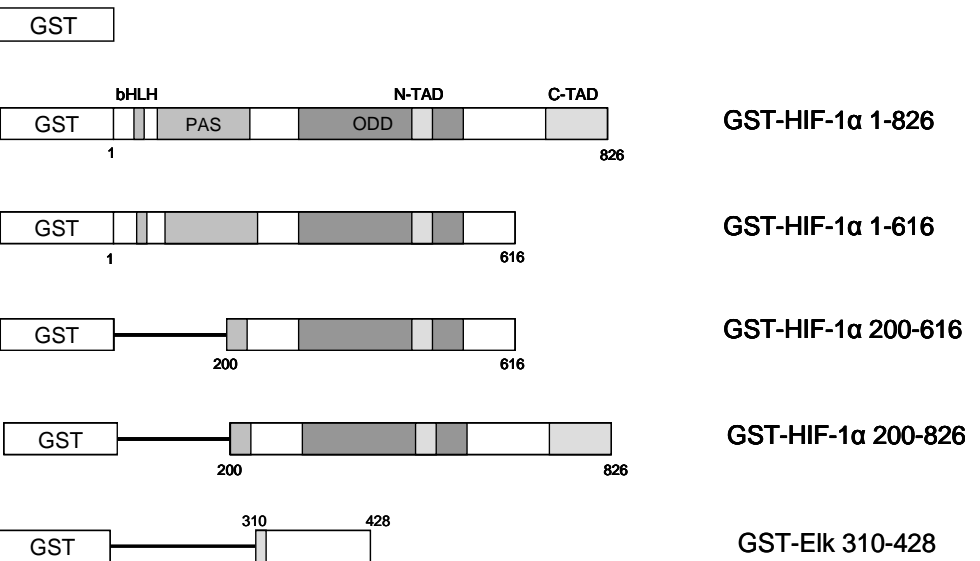 GST
bHLH N-TAD C-TAD
GST PAS ODD GST-HIF-1α 1-826
1 826
GST GST-HIF-1α 1-616
1 616
GST GST-HIF-1α 200-616
200 616
GST GST-HIF-1α 200-826
200 826
310 428
GST GST-Elk 310-428